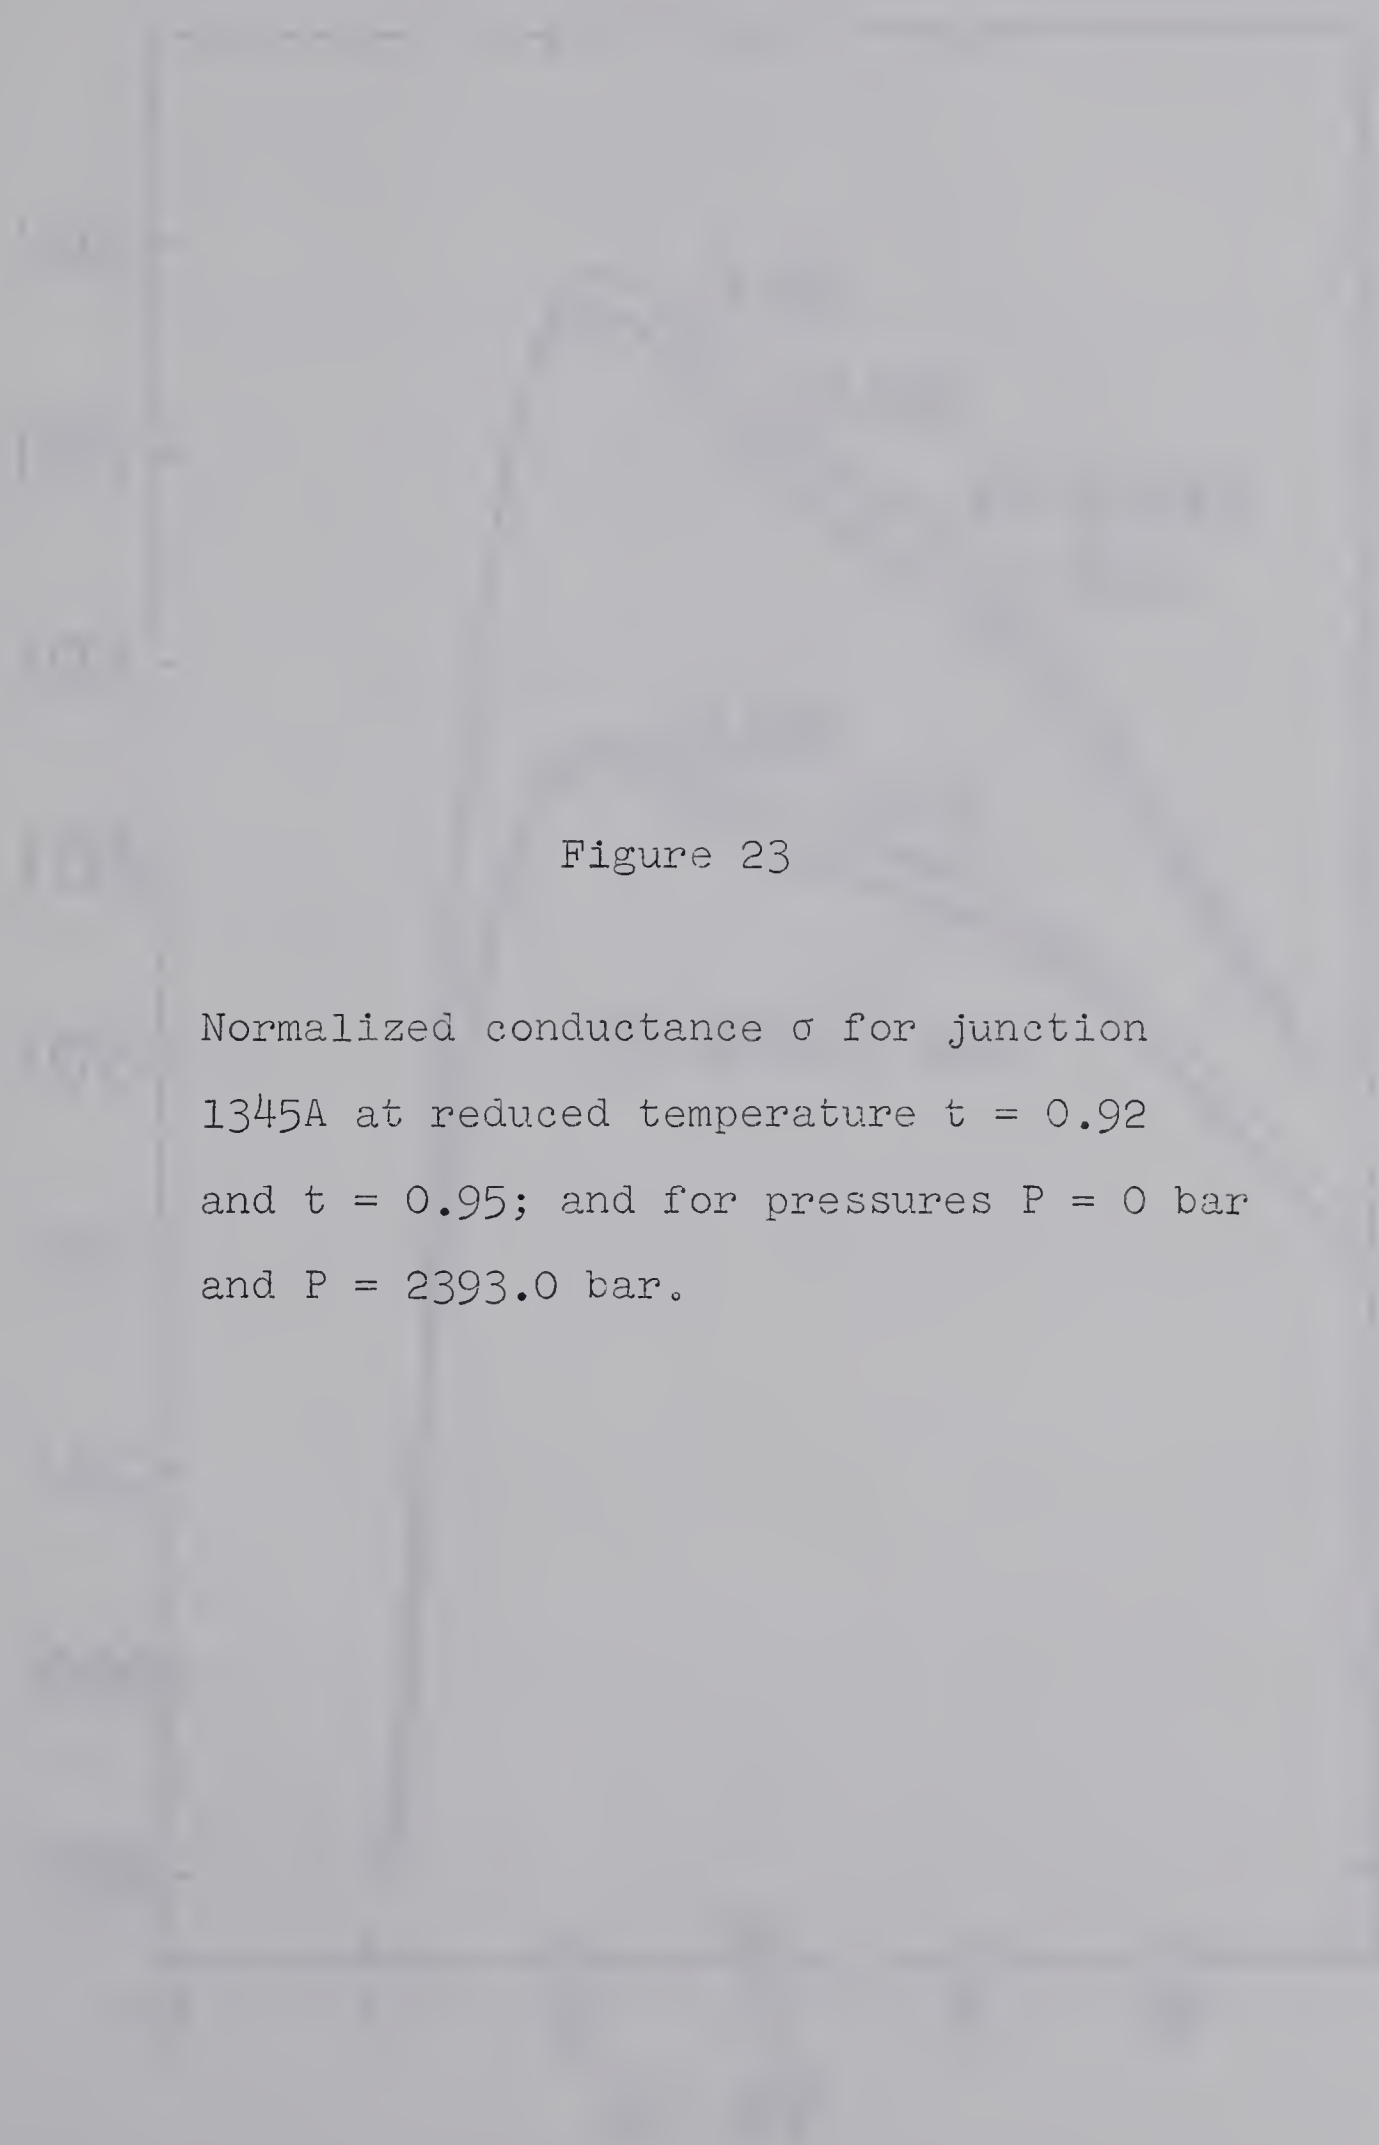 Figure 23
Normalized conductance σ for junction
1345A at reduced temperature t = 0.92
and t = 0.95; and for pressures P = 0 bar
and P = 2393.0 bar.